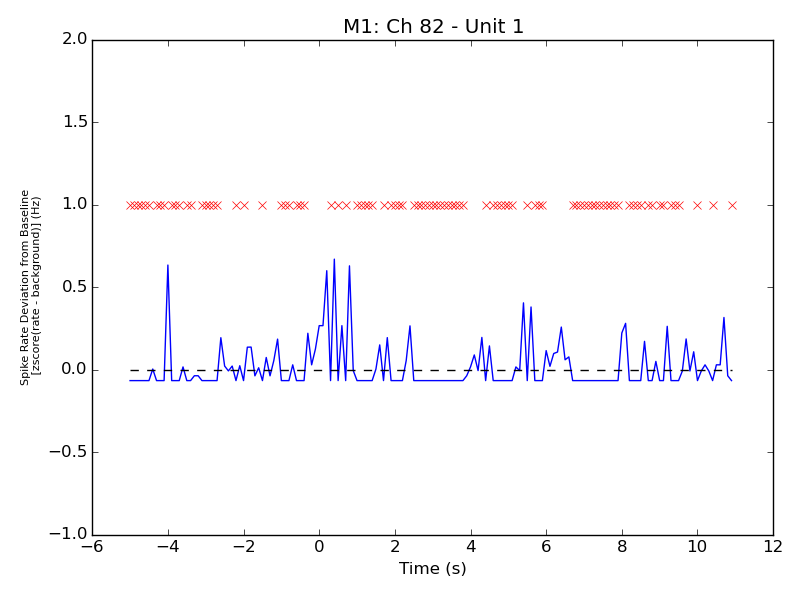 M1: Ch 82 - Unit 1
2.0
1.5
1.0
0.5
0.0
−0.5
−1.0
Spike Rate Deviation from Baseline
[zscore(rate - background)] (Hz)
−6 −4 −2 0 2 4 6 8 10 12
Time (s)